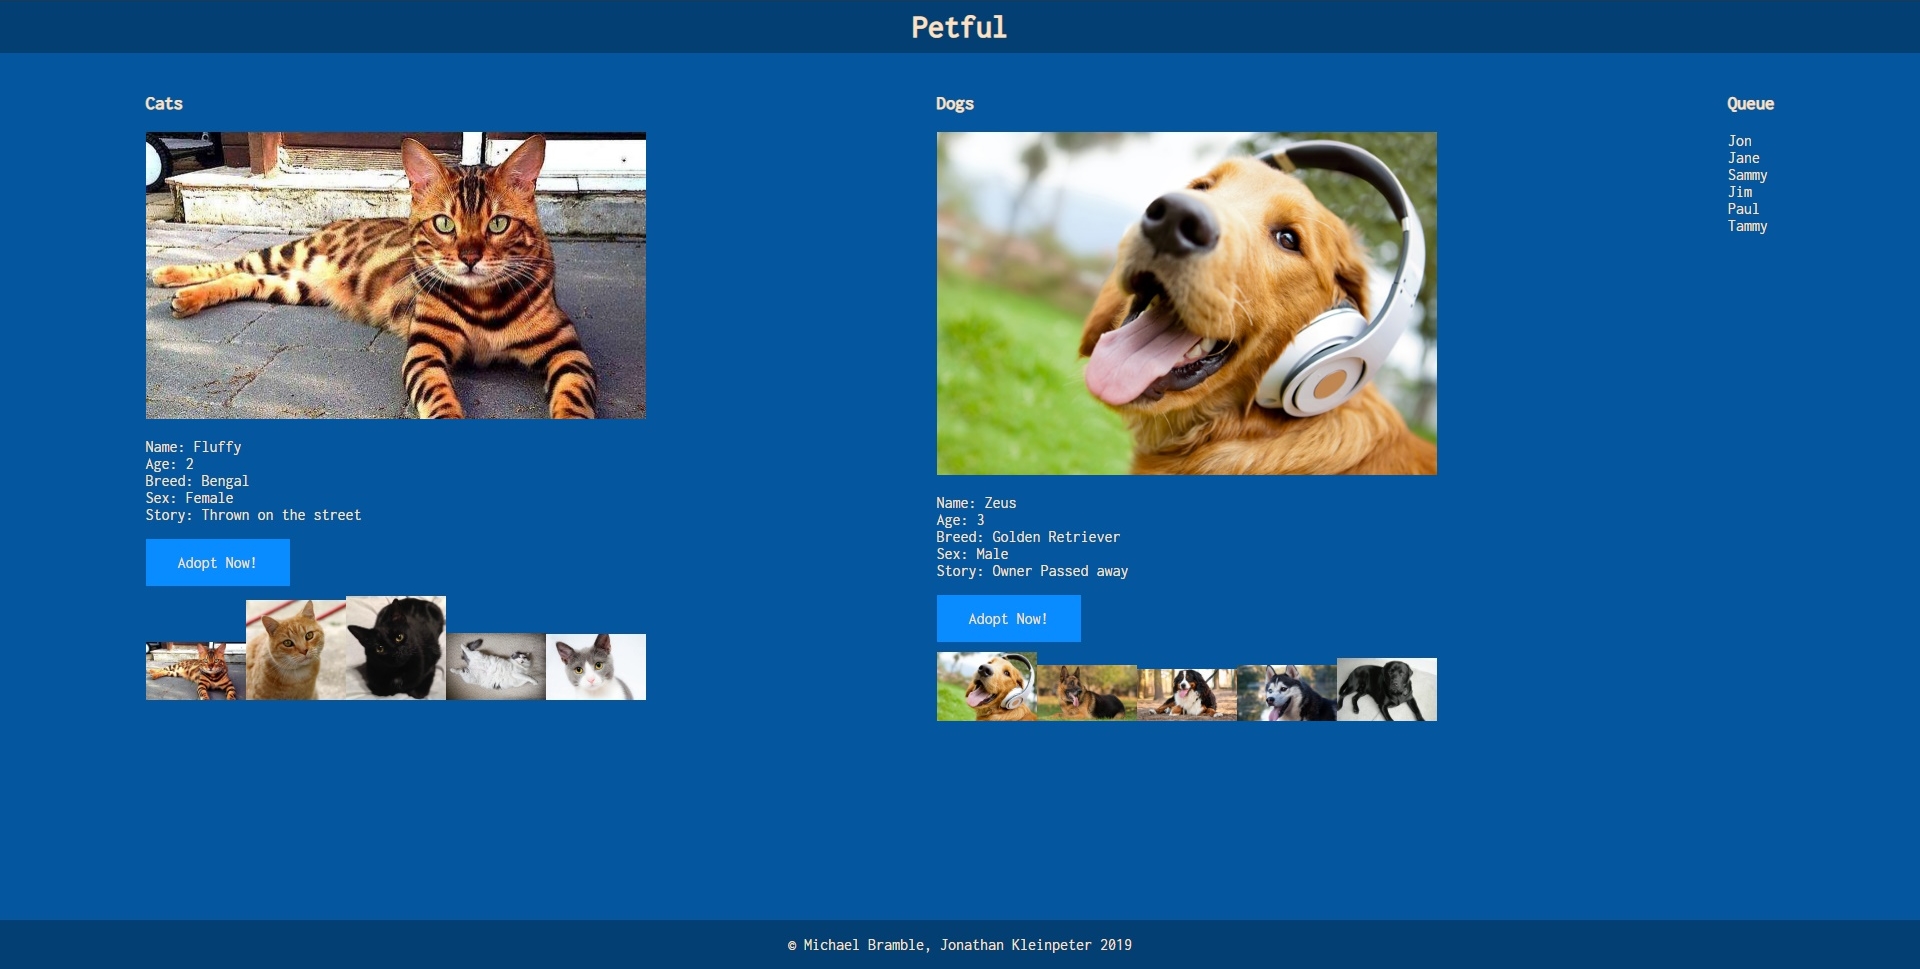 Petful
Cats
Name: Fluffy
Age: 2
Breed: Bengal
Sex: Female
Story: Thrown on the street
Adopt Now!
Dogs
Name: Zeus
Age: 3
Breed: Golden Retriever
Sex: Male
Story: Owner Passed away
Adopt Now!
Queue
Jon
Jane
Sammy
Jim
Paul
Tammy
© Michael Bramble, Jonathan Kleinpeter 2019